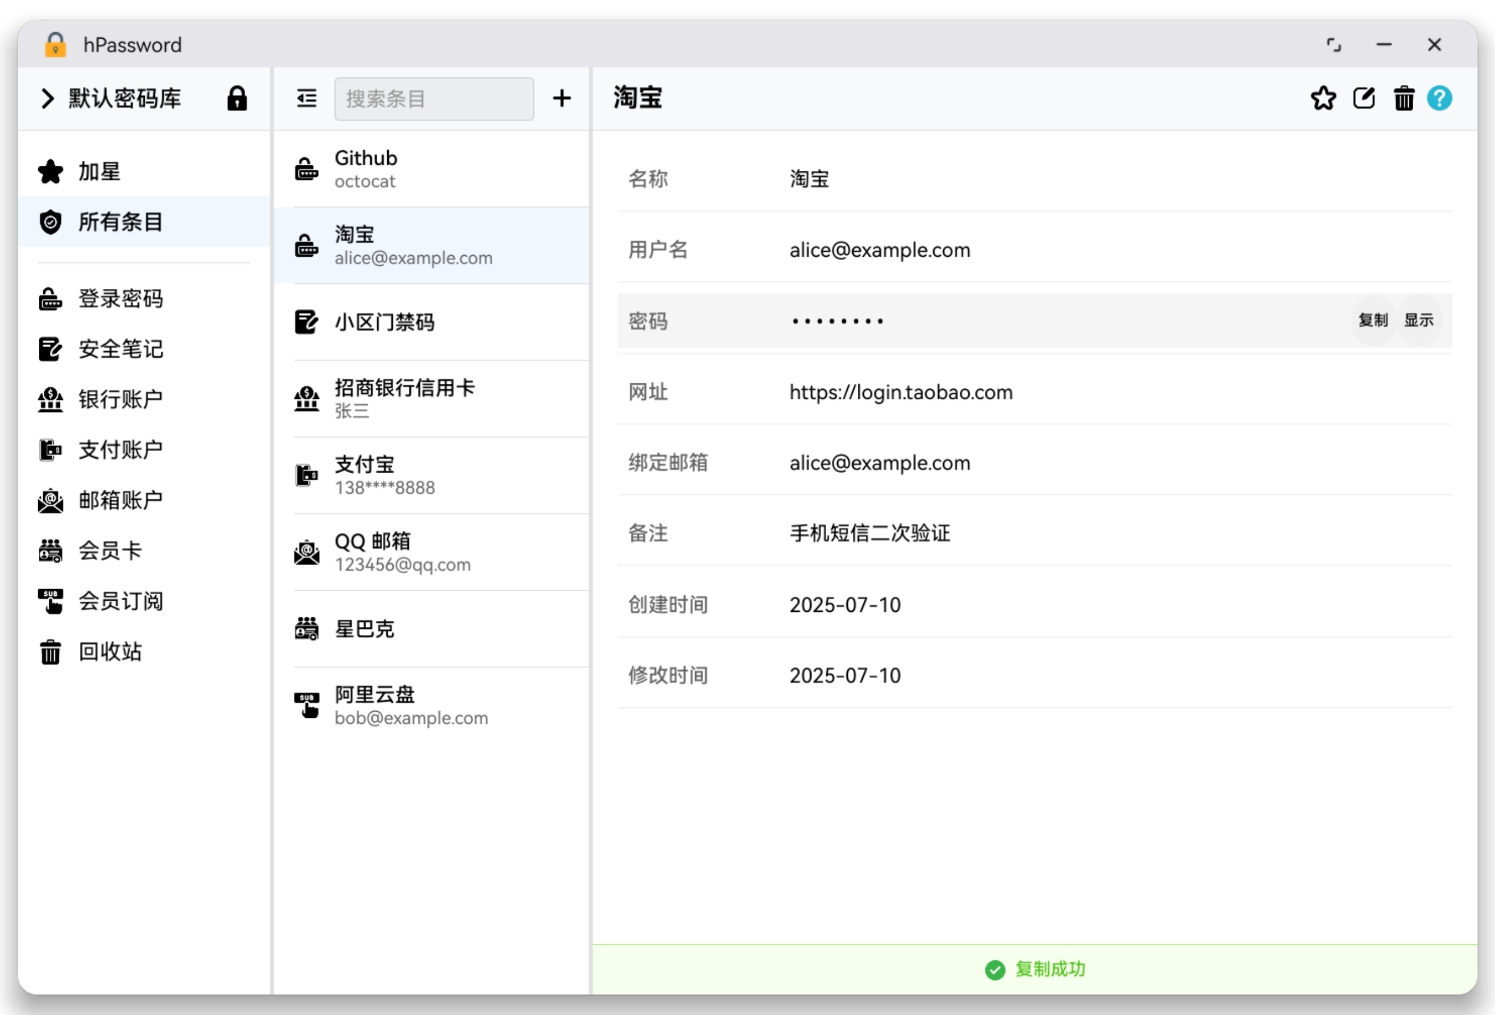 hPassword
默认密码库
加星
所有条目
登录密码
安全笔记
银行账户
支付账户
邮箱账户
会员卡
SUB
会员订阅
回收站
搜索条目
Github
octocat
淘宝
alice@example.com
小区门禁码
招商银行信用卡
张三
支付宝
138****8888
QQ 邮箱
123456@qq.com
星巴克
SUB
阿里云盘
bob@example.com
淘宝
?
名称 淘宝
用户名 alice@example.com
密码 •••••••• 复制 显示
网址 https://login.taobao.com
绑定邮箱 alice@example.com
备注 手机短信二次验证
创建时间 2025-07-10
修改时间 2025-07-10
复制成功